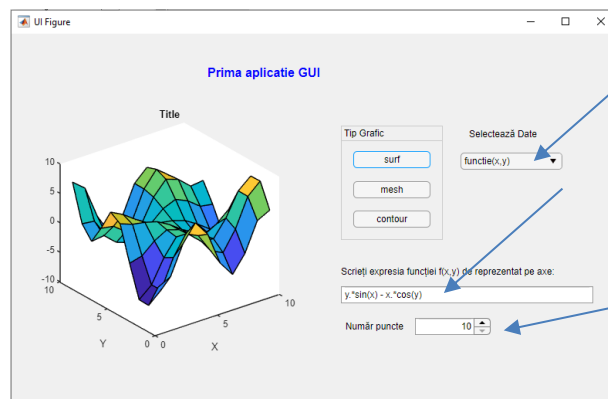 UI Figure
Prima aplicatie GUI
Title
10
5
0
-5
-10
10
5
0
Y
0
5
10
X
Tip Grafic
surf
mesh
contour
Selectează Date
functie(x,y)
Scrieți expresia funcției f(x,y) de reprezentat pe axe:
y.*sin(x) - x.*cos(y)
Număr puncte
10